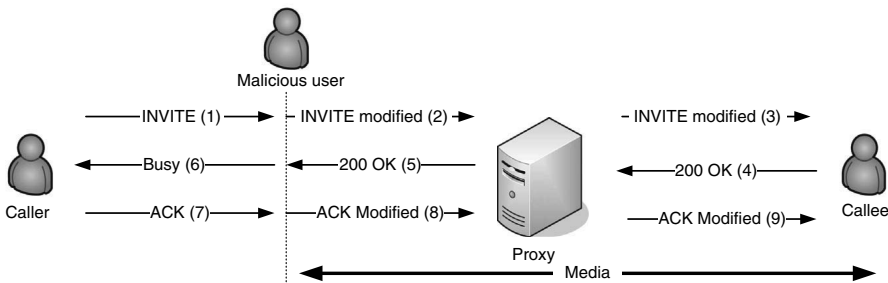 Malicious user
INVITE (1)
INVITE modified (2)
INVITE modified (3)
Busy (6)
200 OK (5)
200 OK (4)
Caller
ACK (7)
ACK Modified (8)
ACK Modified (9)
Callee
Proxy
Media